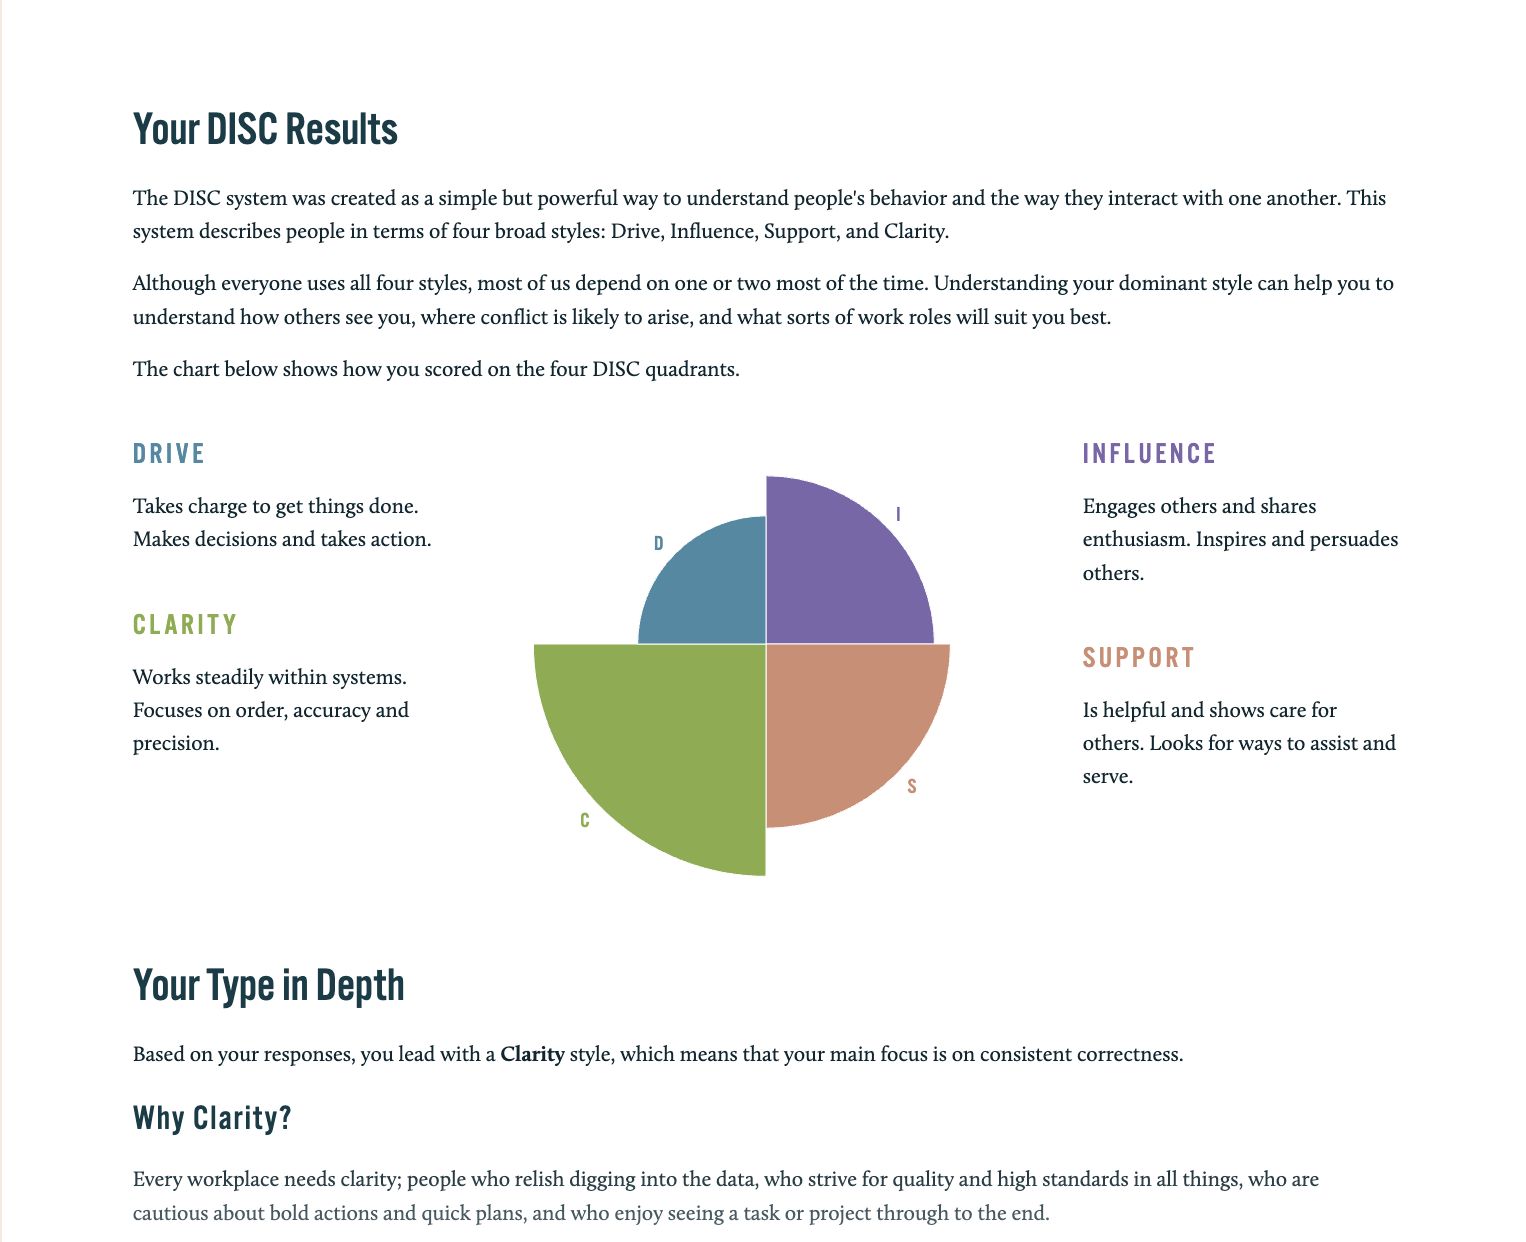 Your DISC Results
The DISC system was created as a simple but powerful way to understand people's behavior and the way they interact with one another. This
system describes people in terms of four broad styles: Drive, Influence, Support, and Clarity.
Although everyone uses all four styles, most of us depend on one or two most of the time. Understanding your dominant style can help you to
understand how others see you, where conflict is likely to arise, and what sorts of work roles will suit you best.
The chart below shows how you scored on the four DISC quadrants.
DRIVE
Takes charge to get things done.
Makes decisions and takes action.
CLARITY
Works steadily within systems.
Focuses on order, accuracy and
precision.
D
I
C
S
INFLUENCE
Engages others and shares
enthusiasm. Inspires and persuades
others.
SUPPORT
Is helpful and shows care for
others. Looks for ways to assist and
serve.
Your Type in Depth
Based on your responses, you lead with a Clarity style, which means that your main focus is on consistent correctness.
Why Clarity?
Every workplace needs clarity; people who relish digging into the data, who strive for quality and high standards in all things, who are
cautious about bold actions and quick plans, and who enjoy seeing a task or project through to the end.